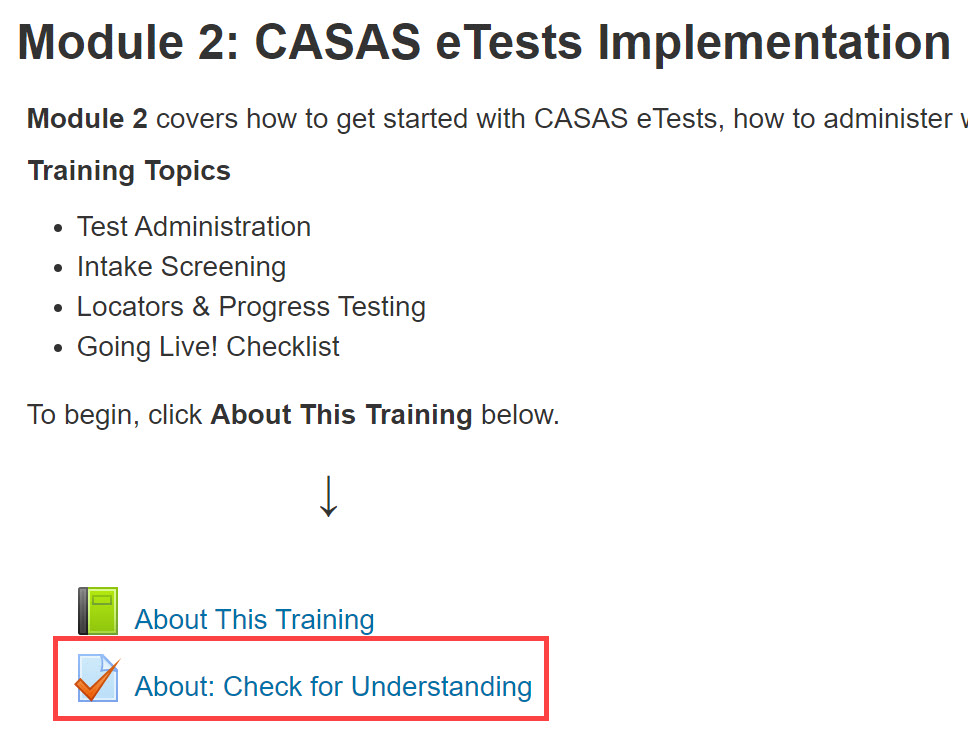 Module 2: CASAS eTests Implementation
Module 2 covers how to get started with CASAS eTests, how to administer
Training Topics
• Test Administration
• Intake Screening
• Locators & Progress Testing
• Going Live! Checklist
To begin, click About This Training below.
↓
About This Training
About: Check for Understanding